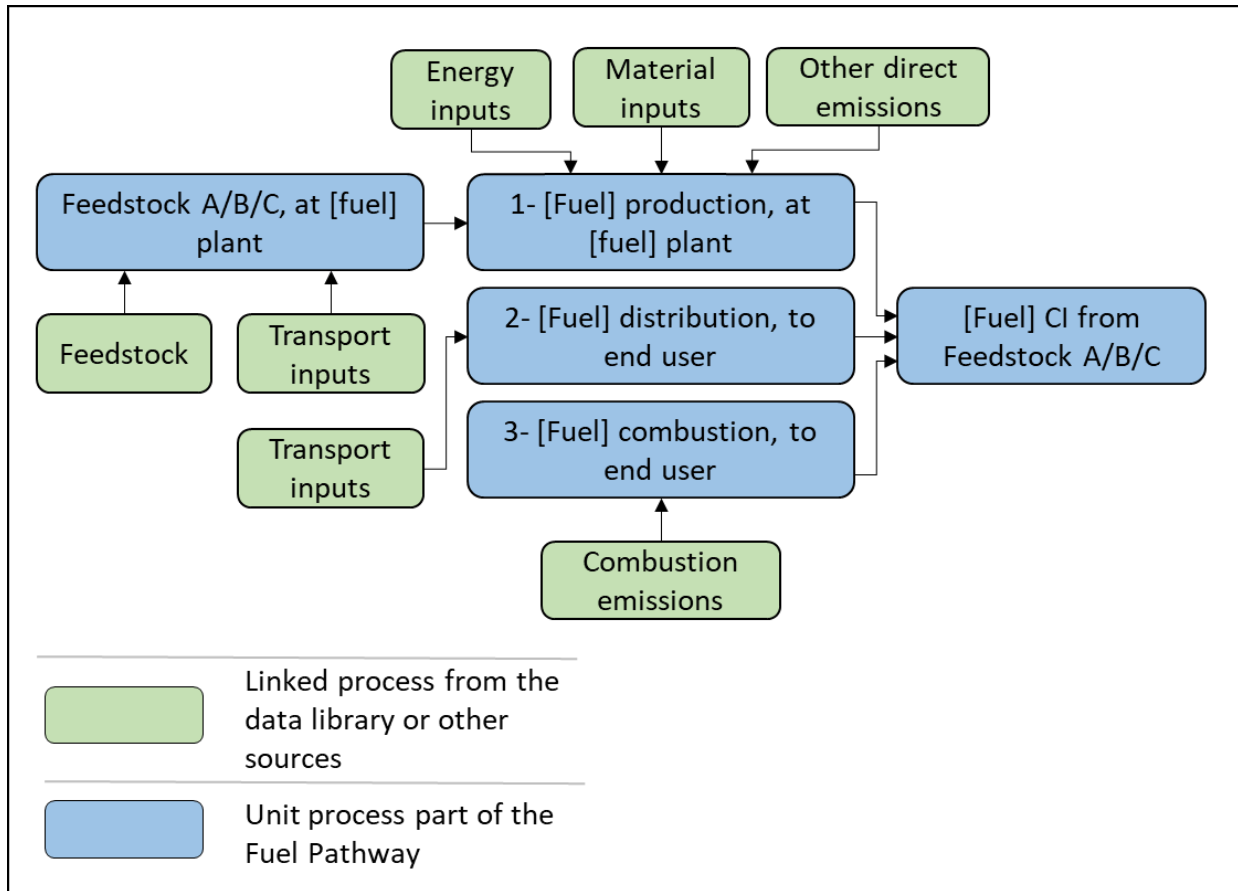 Energy
inputs
Material
inputs
Other direct
emissions
Feedstock A/B/C, at [fuel]
plant
1- [Fuel] production, at
[fuel] plant
Feedstock
Transport
inputs
2- [Fuel] distribution, to
end user
[Fuel] CI from
Feedstock A/B/C
Transport
inputs
3- [Fuel] combustion, to
end user
Combustion
emissions
Linked process from the
data library or other
sources
Unit process part of the
Fuel Pathway